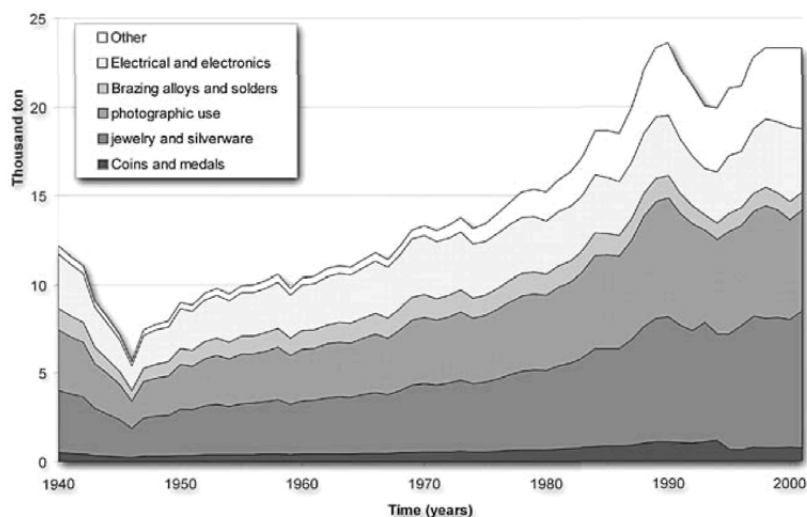 25
20
15
10
5
0
Thousand ton
Other
Electrical and electronics
Brazing alloys and solders
photographic use
jewelry and silverware
Coins and medals
1940 1950 1960 1970 1980 1990 2000
Time (years)